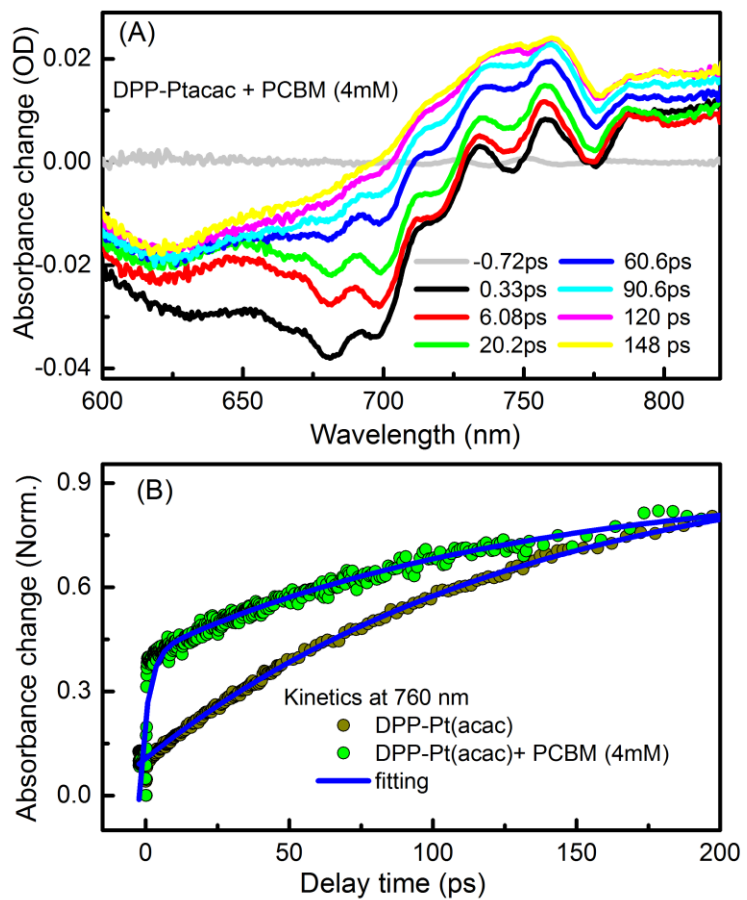 (A)
DPP-Ptacac + PCBM (4mM)
Absorbance change (OD)
0.02
0.00
-0.02
-0.04
-0.72ps
0.33ps
6.08ps
20.2ps
60.6ps
90.6ps
120 ps
148 ps
600 650 700 750 800
Wavelength (nm)
(B)
Absorbance change (Norm.)
0.9
0.6
0.3
0.0
Kinetics at 760 nm
DPP-Pt(acac)
DPP-Pt(acac)+ PCBM (4mM)
fitting
0 50 100 150 200
Delay time (ps)